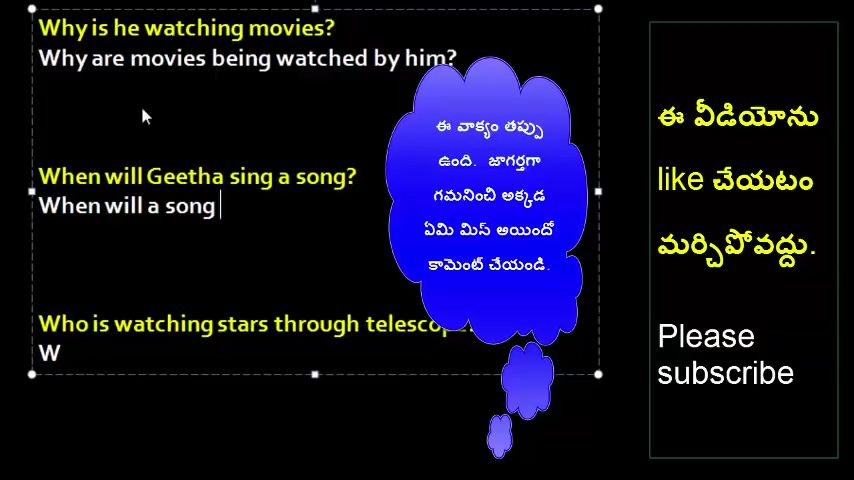 Why is he watching movies?
Why are movies being watched by him?
When will Geetha sing a song?
When will a song
Who is watching stars through telescope?
W
ఈ వాక్యం తప్పు
ఉంది. జాగర్తగా
గమనించి అక్కడ
ఏమి మిస్ అయిందో
కామెంట్ చేయండి.
ఈ వీడియోను
like చేయటం
మర్చిపోవద్దు.
Please
subscribe